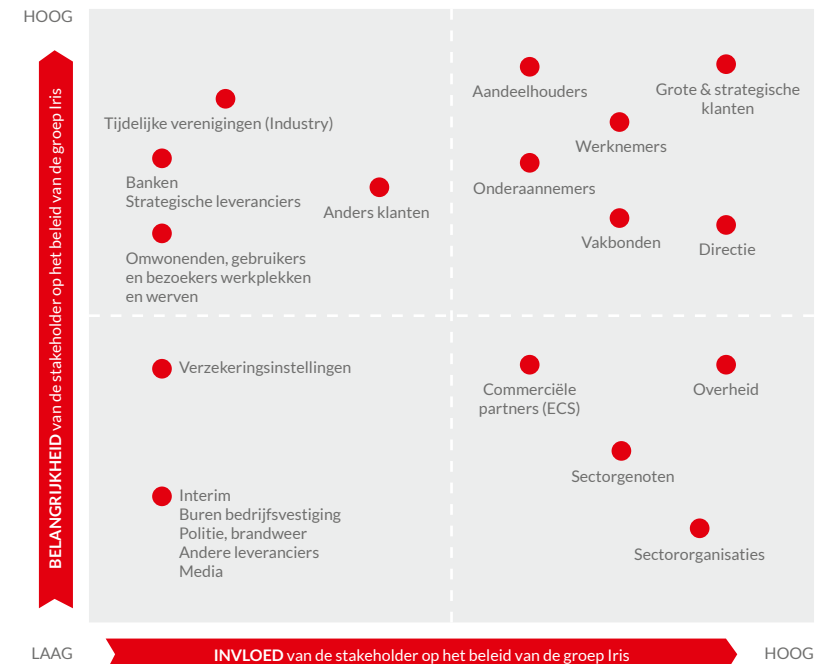 HOOG
BELANGRIJKHEID van de stakeholder op het beleid van de groep Iris
Tijdelijke verenigingen (Industry)
Banken
Strategische leveranciers
Anders klanten
Omwonenden, gebruikers
en bezoekers werkplekken
en werven
Aandeelhouders
Grote & strategische
klanten
Werknemers
Onderaannemers
Vakbonden
Directie
Verzekeringsinstellingen
Interim
Buren bedrijfsvestiging
Politie, brandweer
Andere leveranciers
Media
Commerciële
partners (ECS)
Overheid
Sectorgenoten
Sectororganisaties
LAAG
INVLOED van de stakeholder op het beleid van de groep Iris
HOOG